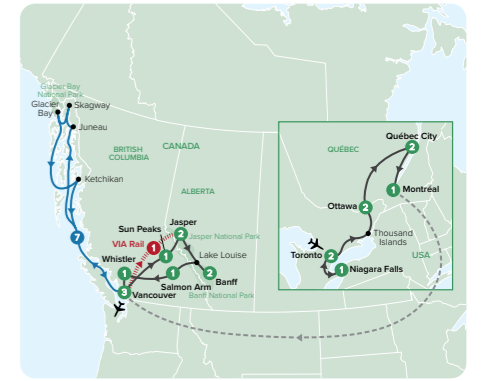 Glacier Bay
National Park
Glacier
Bay
Skagway
Juneau
BRITISH
COLUMBIA
CANADA
Ketchikan
ALBERTA
7
Sun Peaks
Jasper
VIA Rail
1
2
Jasper National Park
1
Whistler
Lake Louise
1
1
2
Banff
Salmon Arm
3
Vancouver
Banff National Park
Québec City
QUÉBEC
2
1
Montréal
Ottawa
2
Thousand
Islands
Toronto
2
USA
1
Niagara Falls